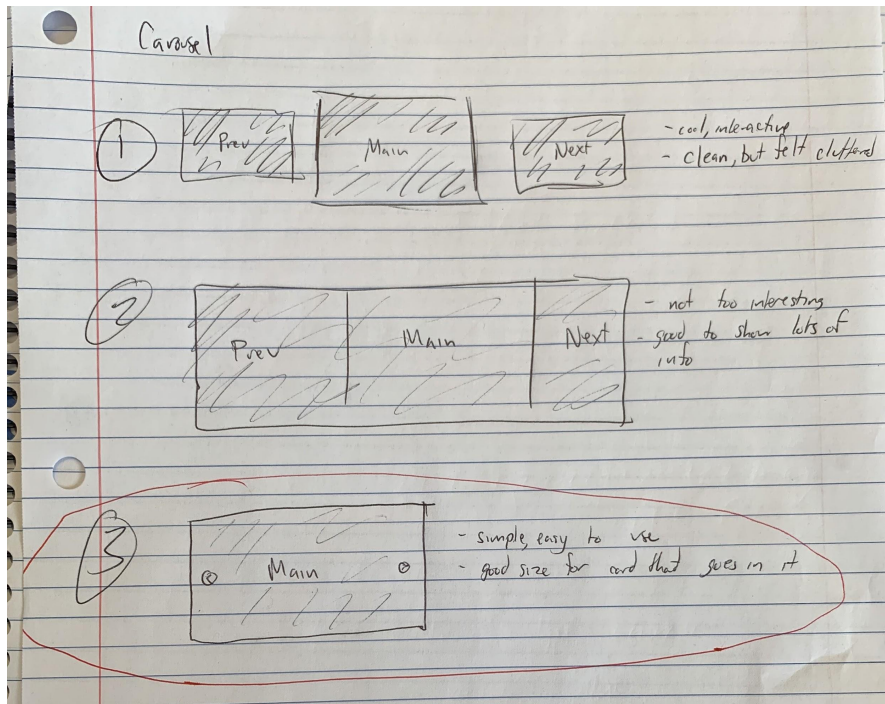 Carousel
1
Prev
Main
Next
- cool, interactive
- clean, but felt cluttered
2
Prev
Main
Next
- not too interesting
- good to show lots of
info
3
Main
- simple, easy to use
- good size for card that goes in it